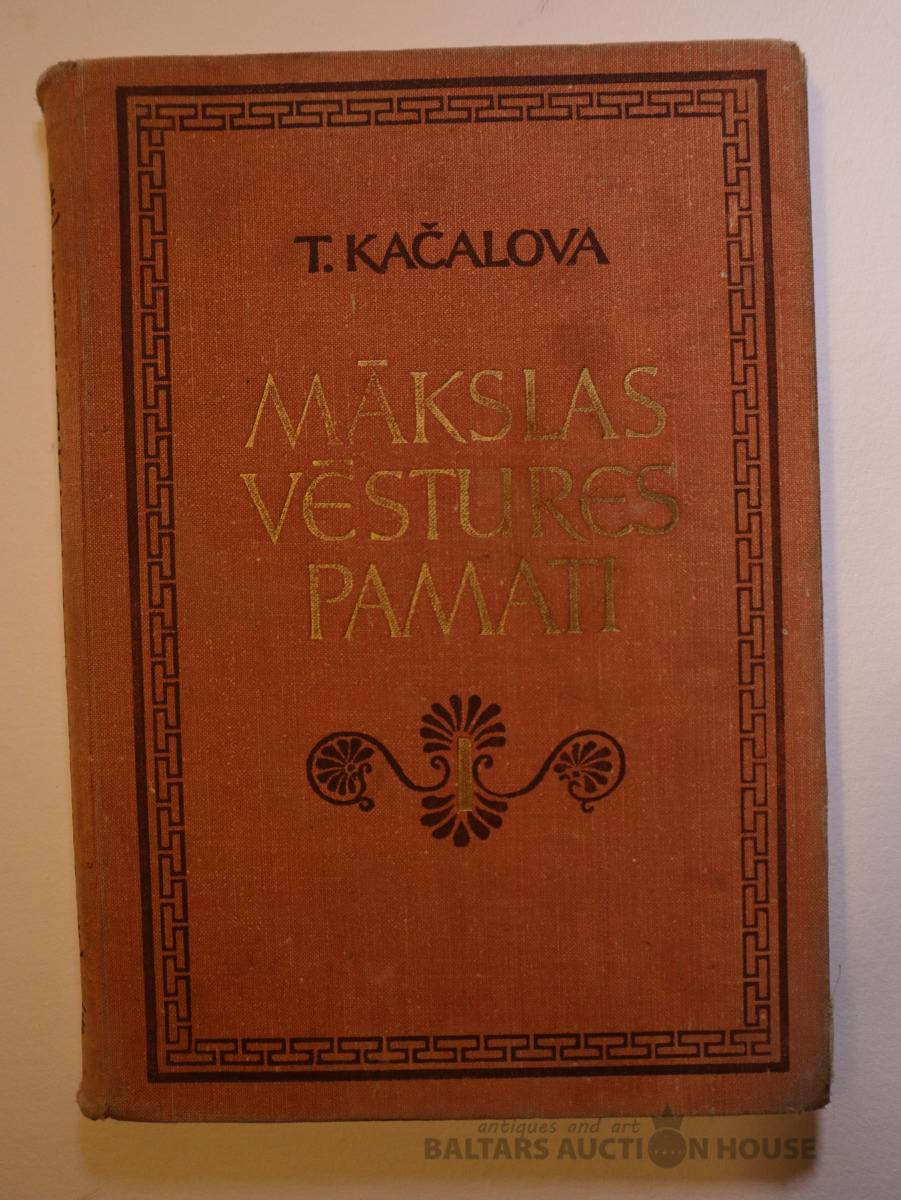 T. KAČALOVA
MĀKSLAS
VĒSTURES
PAMATI
I
antiques and art
BALTARS AUCTION HOUSE